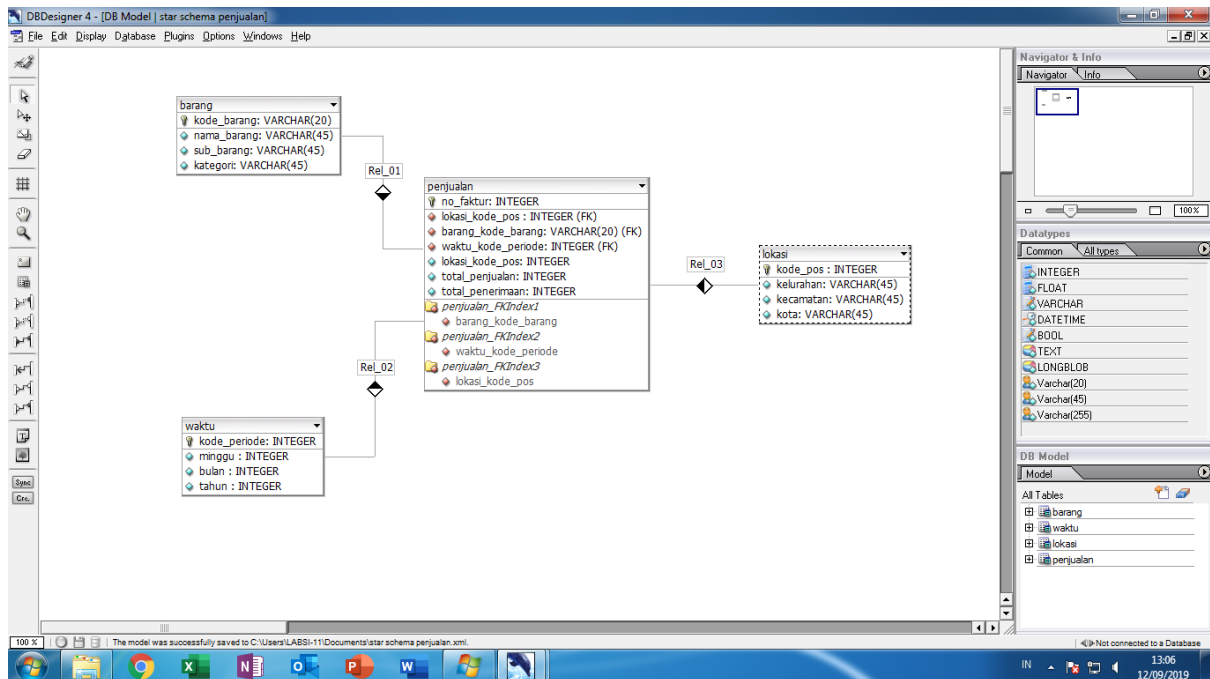 DBDesigner 4 - [DB Model | star schema penjualan]
File Edit Display Database Plugins Options Windows Help
barang
kode_barang: VARCHAR(20)
nama_barang: VARCHAR(45)
sub_barang: VARCHAR(45)
kategori: VARCHAR(45)
Rel_01
penjualan
no_faktur: INTEGER
lokasi_kode_pos : INTEGER (FK)
barang_kode_barang: VARCHAR(20) (FK)
waktu_kode_periode: INTEGER (FK)
lokasi_kode_pos: INTEGER
total_penjualan: INTEGER
total_penerimaan: INTEGER
penjualan_FKIndex1
barang_kode_barang
penjualan_FKIndex2
waktu_kode_periode
penjualan_FKIndex3
lokasi_kode_pos
Rel_03
lokasi
kode_pos : INTEGER
kelurahan: VARCHAR(45)
kecamatan: VARCHAR(45)
kota: VARCHAR(45)
Rel_02
waktu
kode_periode: INTEGER
minggu : INTEGER
bulan : INTEGER
tahun : INTEGER
Sync
Navigator & Info
Navigator Info
100%
Datatypes
Common All types
INTEGER
FLOAT
VARCHAR
DATETIME
BOOL
TEXT
LONGBLOB
Varchar(20)
Varchar(45)
Varchar(255)
DB Model
Model
All Tables
barang
waktu
lokasi
penjualan
100 % The model was successfully saved to C:\Users\LABSI-11\Documents\star schema penjualan.xml. Not connected to a Database
IN 13:06
12/09/2019